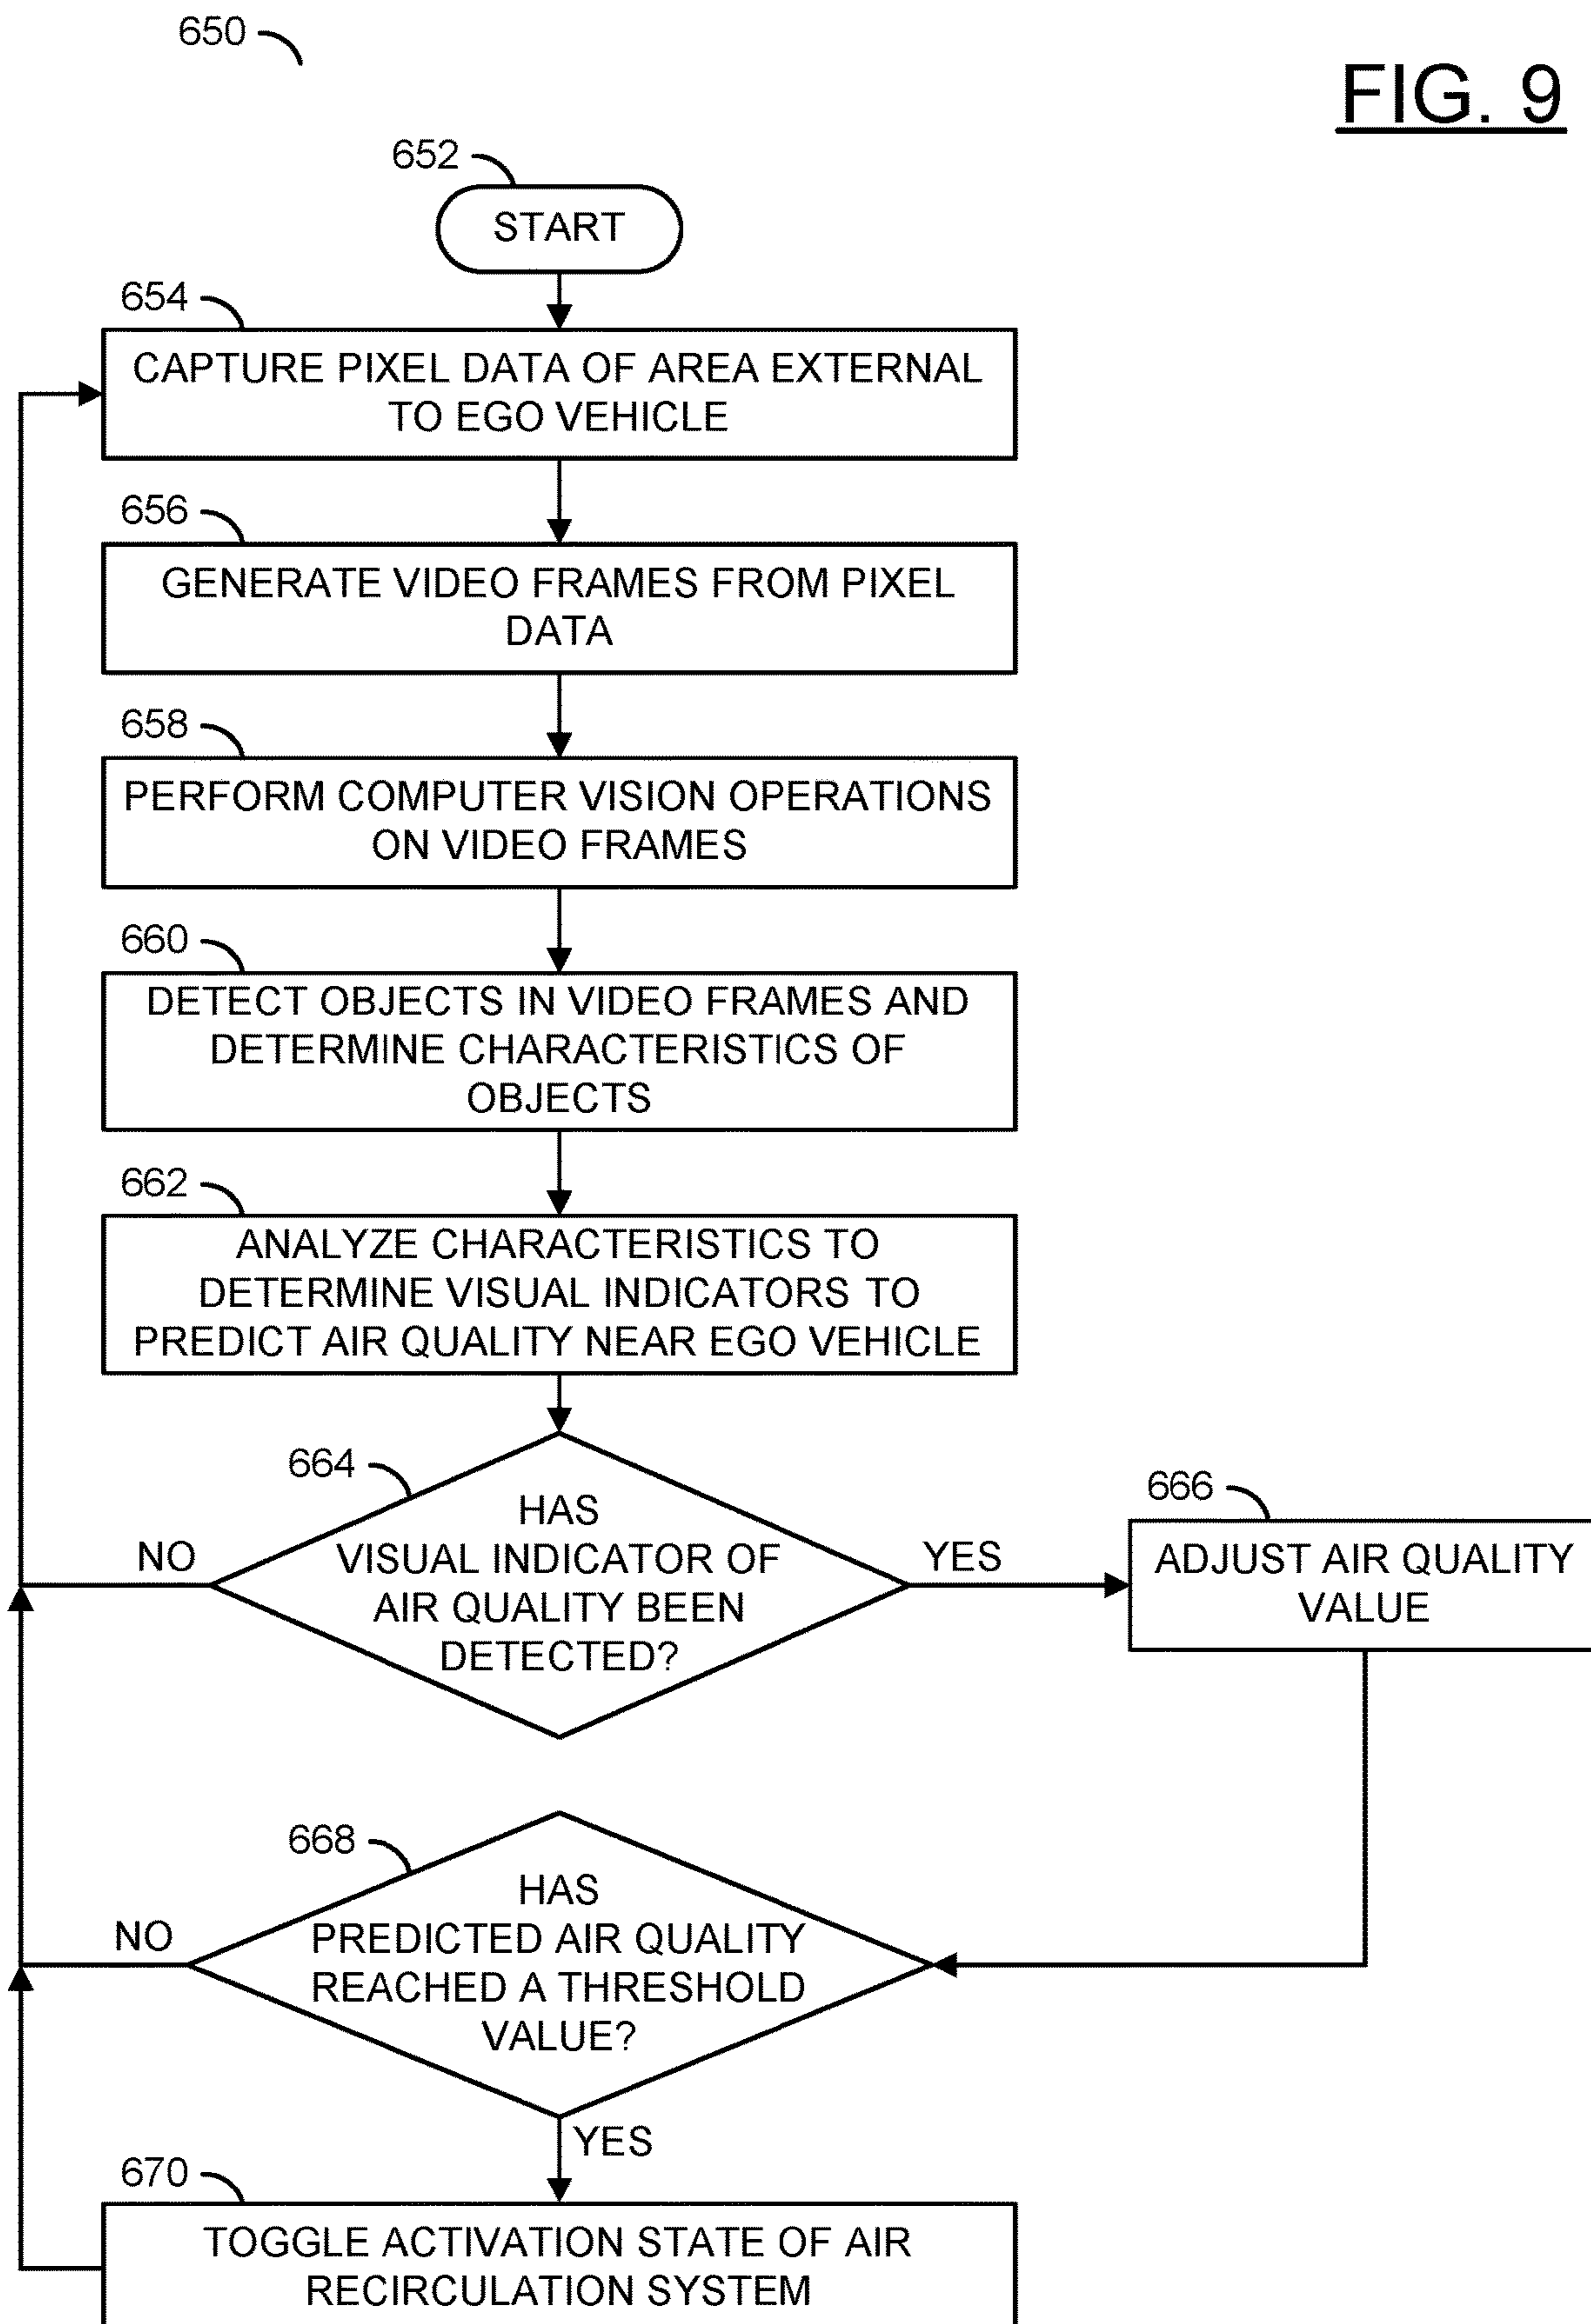 650
FIG. 9
652
START
654
CAPTURE PIXEL DATA OF AREA EXTERNAL
TO EGO VEHICLE
656
GENERATE VIDEO FRAMES FROM PIXEL
DATA
658
PERFORM COMPUTER VISION OPERATIONS
ON VIDEO FRAMES
660
DETECT OBJECTS IN VIDEO FRAMES AND
DETERMINE CHARACTERISTICS OF
OBJECTS
662
ANALYZE CHARACTERISTICS TO
DETERMINE VISUAL INDICATORS TO
PREDICT AIR QUALITY NEAR EGO VEHICLE
664
HAS
VISUAL INDICATOR OF
AIR QUALITY BEEN
DETECTED?
NO
YES
666
ADJUST AIR QUALITY
VALUE
668
HAS
PREDICTED AIR QUALITY
REACHED A THRESHOLD
VALUE?
NO
YES
670
TOGGLE ACTIVATION STATE OF AIR
RECIRCULATION SYSTEM